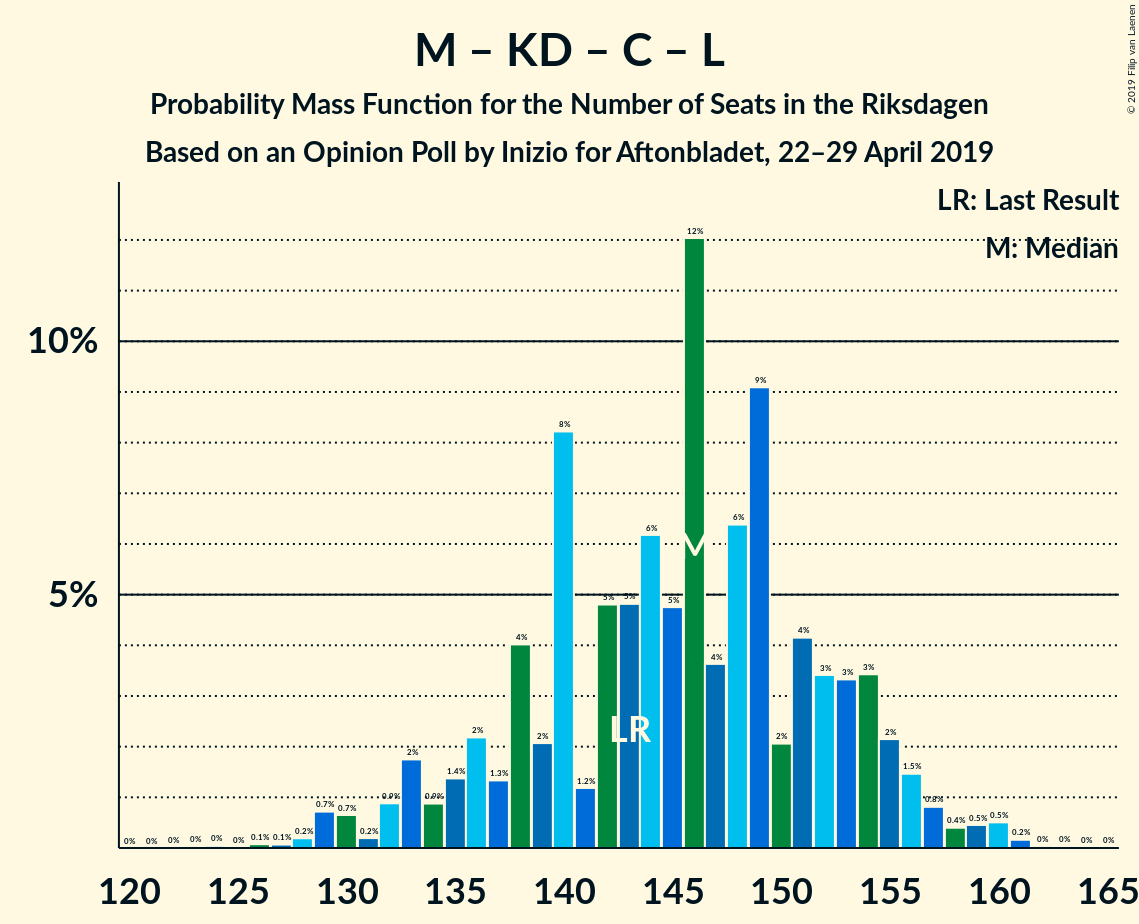 M – KD – C – L
Probability Mass Function for the Number of Seats in the Riksdagen
Based on an Opinion Poll by Inizio for Aftonbladet, 22–29 April 2019
© 2019 Filip van Laenen
LR: Last Result
M: Median
10%
5%
0% 0% 0% 0% 0% 0% 0.1% 0.1% 0.2% 0.7% 0.7% 0.2% 0.9% 2% 0.9% 1.4% 2% 1.3% 4% 2% 8% 1.2% 5% 5% 6% 5% 12% 4% 6% 9% 2% 4% 3% 3% 3% 2% 1.5% 0.8% 0.4% 0.5% 0.5% 0.2% 0% 0% 0% 0%
M
LR
120 125 130 135 140 145 150 155 160 165